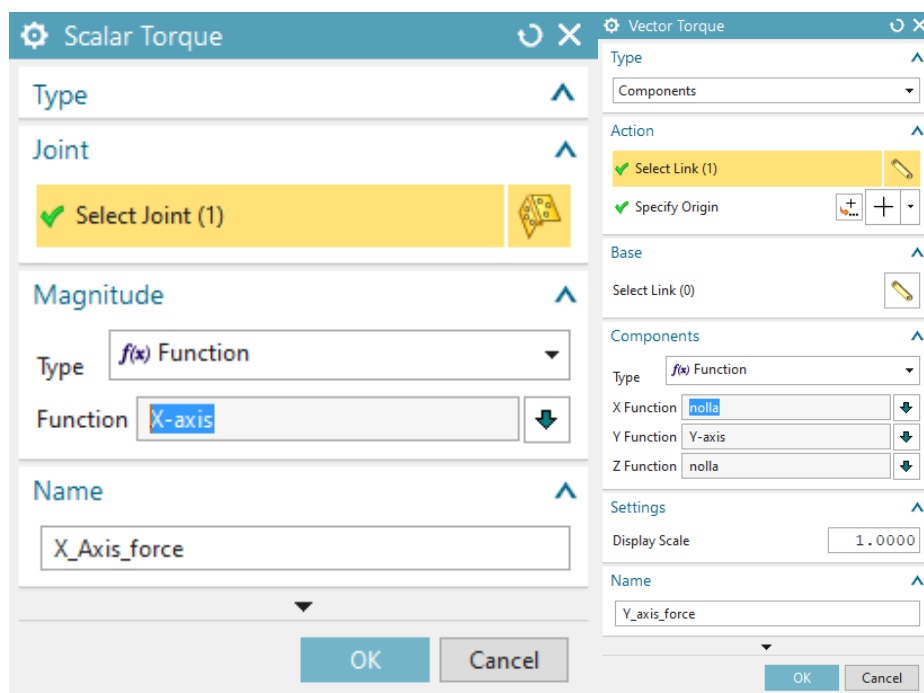 Scalar Torque
Type
Joint
Select Joint (1)
Magnitude
Type f(x) Function
Function X-axis
Name
X_Axis_force
OK Cancel
Vector Torque
Type
Components
Action
Select Link (1)
Specify Origin
Base
Select Link (0)
Components
Type f(x) Function
X Function nolla
Y Function Y-axis
Z Function nolla
Settings
Display Scale 1.0000
Name
Y_axis_force
OK Cancel